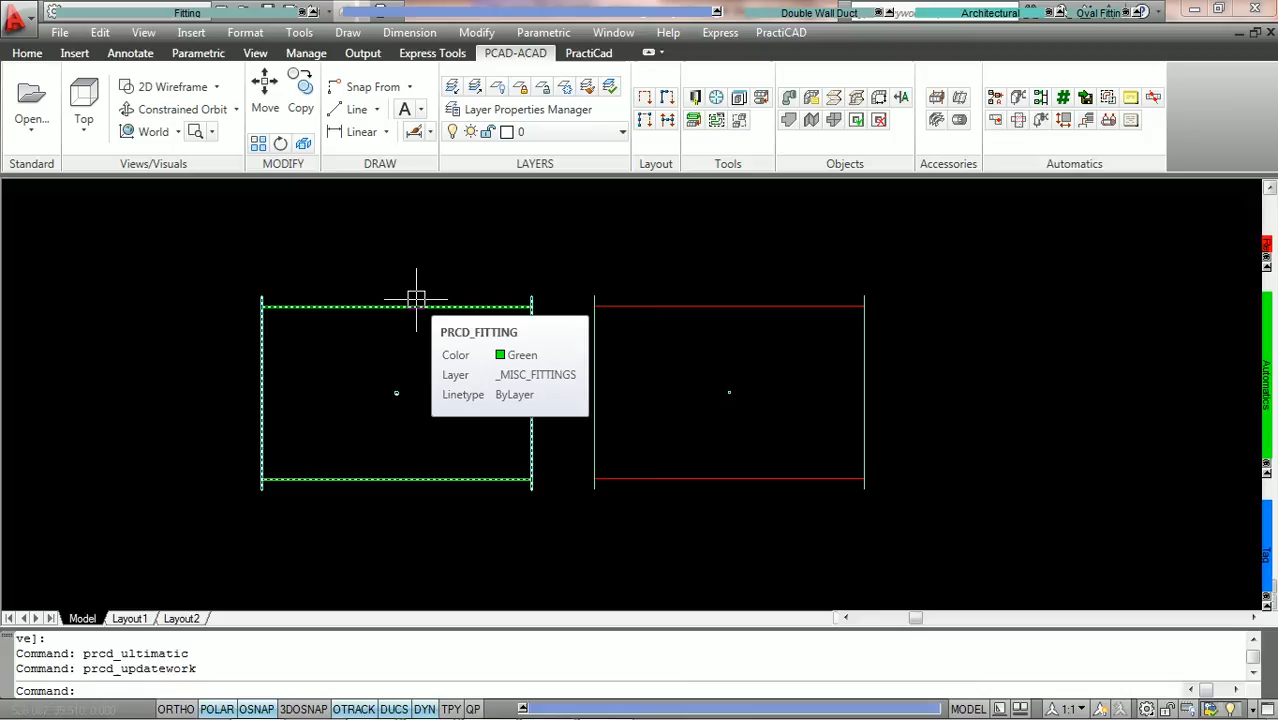 Fitting
Double Wall Duct
Architectural
Oval Fittin
File Edit View Insert Format Tools Draw Dimension Modify Parametric Window Help Express PractiCAD
Home Insert Annotate Parametric View Manage Output Express Tools PCAD-ACAD PractiCad
2D Wireframe Snap From
Constrained Orbit Line A Layer Properties Manager
Open... Top Move Copy
World Linear 0
Standard Views/Visuals MODIFY DRAW LAYERS Layout Tools Objects Accessories Automatics
PRCD_FITTING
Color Green
Layer _MISC_FITTINGS
Linetype ByLayer
Automatics
Tag
Model Layout1 Layout2
ve]:
Command: prcd_ultimatic
Command: prcd_updatework
Command:
ORTHO POLAR OSNAP 3DOSNAP OTRACK DUCS DYN TPY QP MODEL 1:1